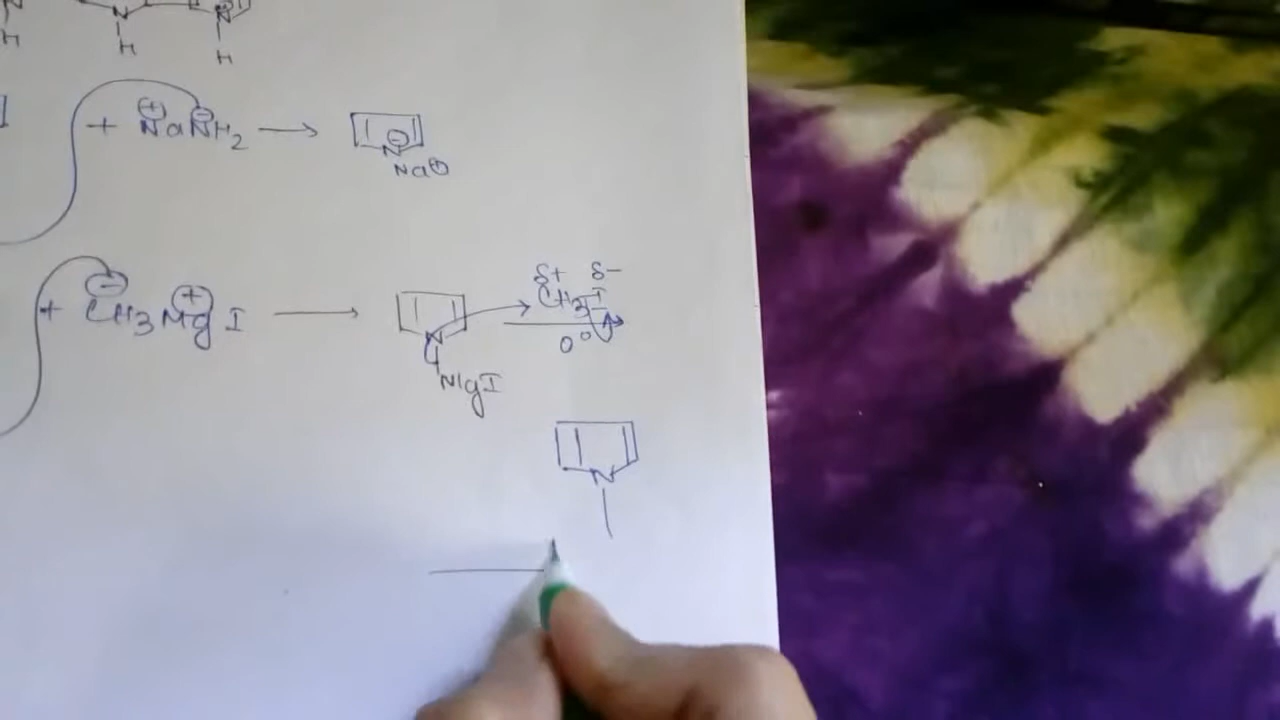 N N N
H H H
+ NaNH2 →
⊕ ⊖
N ⊖
Na⊕
δ+ δ-
+ CH3MgI → CH3I
⊖ ⊕
N
0°
MgI
N